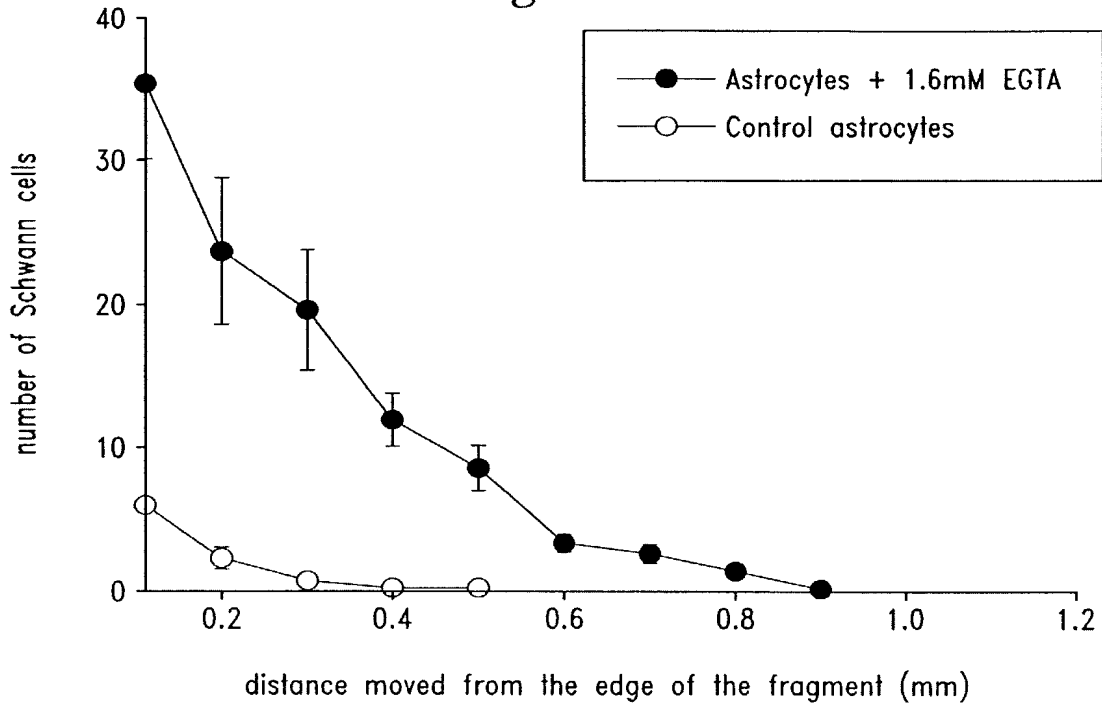 40
30
20
10
0
number of Schwann cells
Astrocytes + 1.6mM EGTA
Control astrocytes
0.2 0.4 0.6 0.8 1.0 1.2
distance moved from the edge of the fragment (mm)